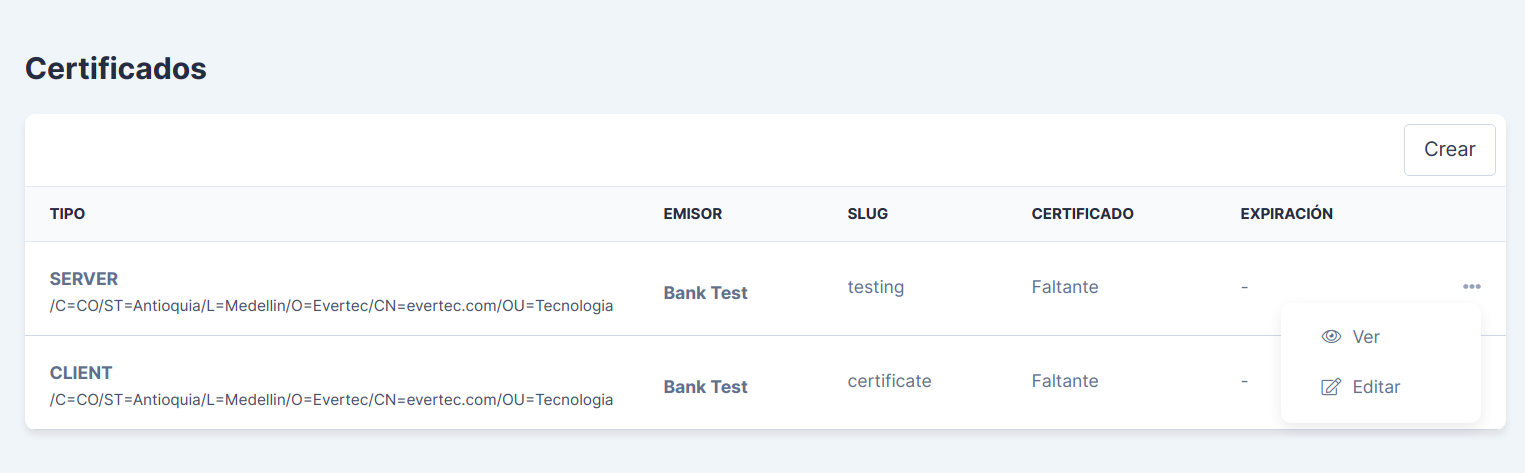 Certificados
Crear
TIPO EMISOR SLUG CERTIFICADO EXPIRACIÓN
SERVER
/C=CO/ST=Antioquia/L=Medellin/O=Evertec/CN=evertec.com/OU=Tecnologia
Bank Test testing Faltante - •••
Ver
CLIENT
/C=CO/ST=Antioquia/L=Medellin/O=Evertec/CN=evertec.com/OU=Tecnologia
Bank Test certificate Faltante -
Editar